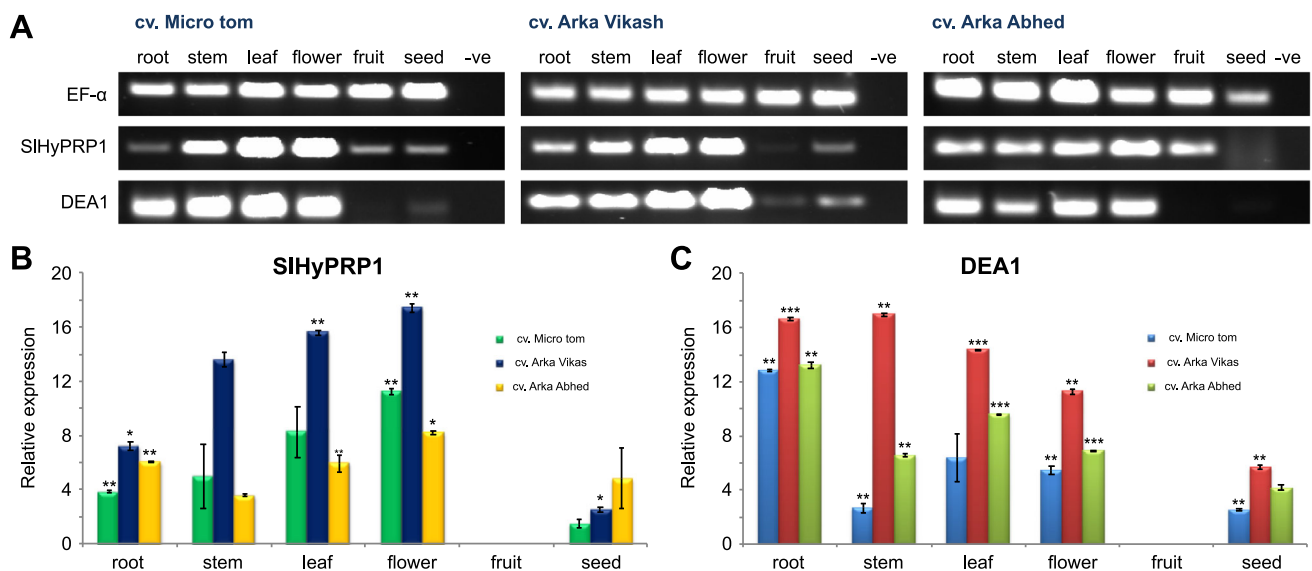 A
cv. Micro tom
cv. Arka Vikash
cv. Arka Abhed
root stem leaf flower fruit seed -ve
root stem leaf flower fruit seed -ve
root stem leaf flower fruit seed -ve
EF-α
SlHyPRP1
DEA1
B
SlHyPRP1
Relative expression
20
16
12
8
4
0
** * **
** **
** ** *
*
cv. Micro tom
cv. Arka Vikas
cv. Arka Abhed
root stem leaf flower fruit seed
C
DEA1
Relative expression
20
16
12
8
4
0
** *** **
** ** **
*** ***
** ** ***
** **
cv. Micro tom
cv. Arka Vikas
cv. Arka Abhed
root stem leaf flower fruit seed